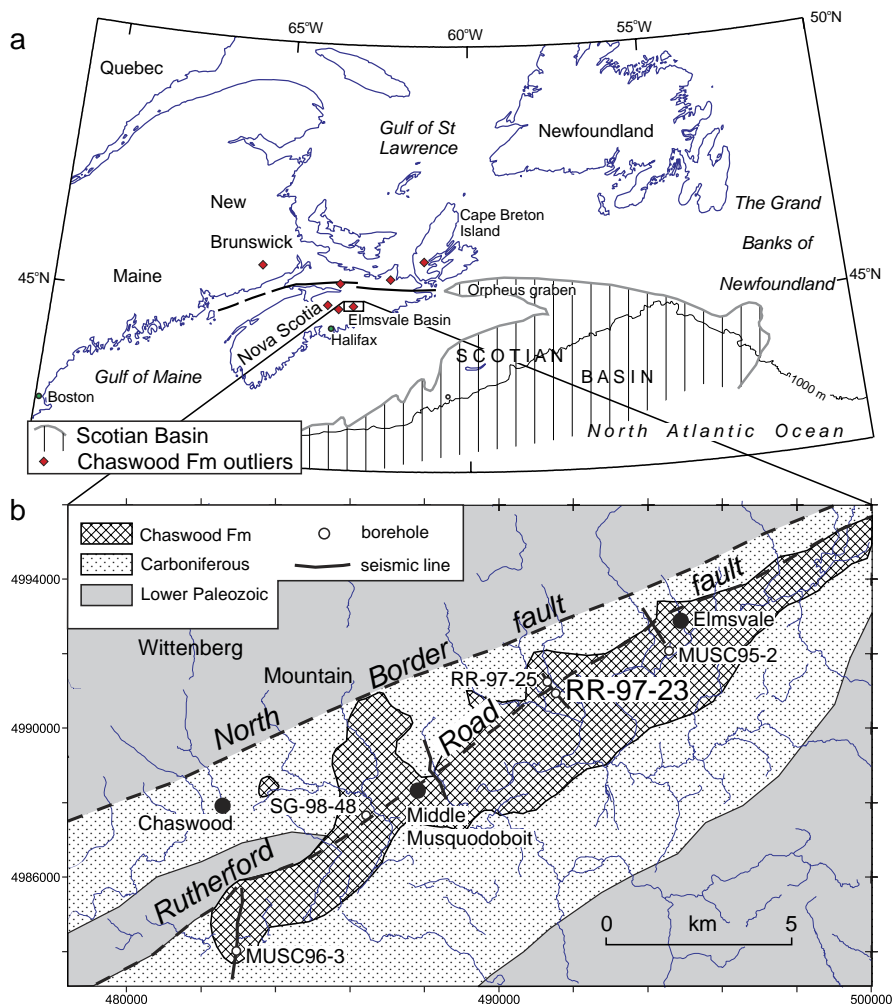 a
65°W
60°W
55°W
50°N
Quebec
Gulf of St
Lawrence
Newfoundland
New
Brunswick
Cape Breton
Island
The Grand
Banks of
Newfoundland
45°N
Maine
45°N
Orpheus graben
Nova Scotia
Elmsvale Basin
Halifax
Gulf of Maine
SCOTIAN
BASIN
1000 m
Boston
North Atlantic Ocean
Scotian Basin
Chaswood Fm outliers
b
Chaswood Fm
borehole
Carboniferous
seismic line
Lower Paleozoic
4994000
Wittenberg
Mountain
North Border fault
Rutherford Road fault
Elmsvale
MUSC95-2
RR-97-25
RR-97-23
4990000
SG-98-48
Chaswood
Middle
Musquodoboit
4986000
MUSC96-3
0 km 5
480000
490000
500000